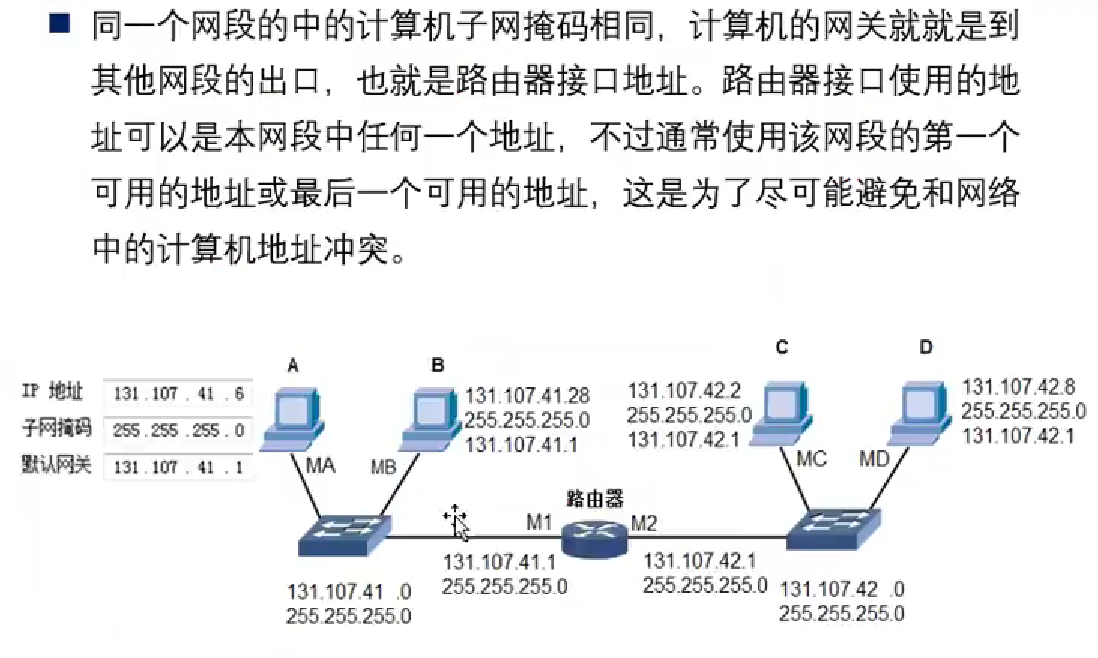 同一个网段的中的计算机子网掩码相同，计算机的网关就就是到
其他网段的出口，也就是路由器接口地址。路由器接口使用的地
址可以是本网段中任何一个地址，不过通常使用该网段的第一个
可用的地址或最后一个可用的地址，这是为了尽可能避免和网络
中的计算机地址冲突。
A
B
C
D
IP 地址 131 .107 . 41 . 6
子网掩码 255 .255 .255 . 0
默认网关 131 .107 . 41 . 1
131.107.41.28
255.255.255.0
131.107.41.1
131.107.42.2
255.255.255.0
131.107.42.1
131.107.42.8
255.255.255.0
131.107.42.1
MA
MB
MC
MD
路由器
M1
M2
131.107.41.1
255.255.255.0
131.107.42.1
255.255.255.0
131.107.41 .0
255.255.255.0
131.107.42 .0
255.255.255.0